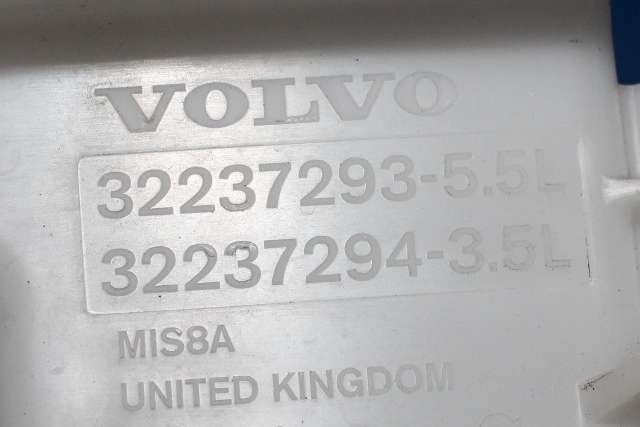 VOLVO
32237293-5.5L
32237294-3.5L
MIS8A
UNITED KINGDOM